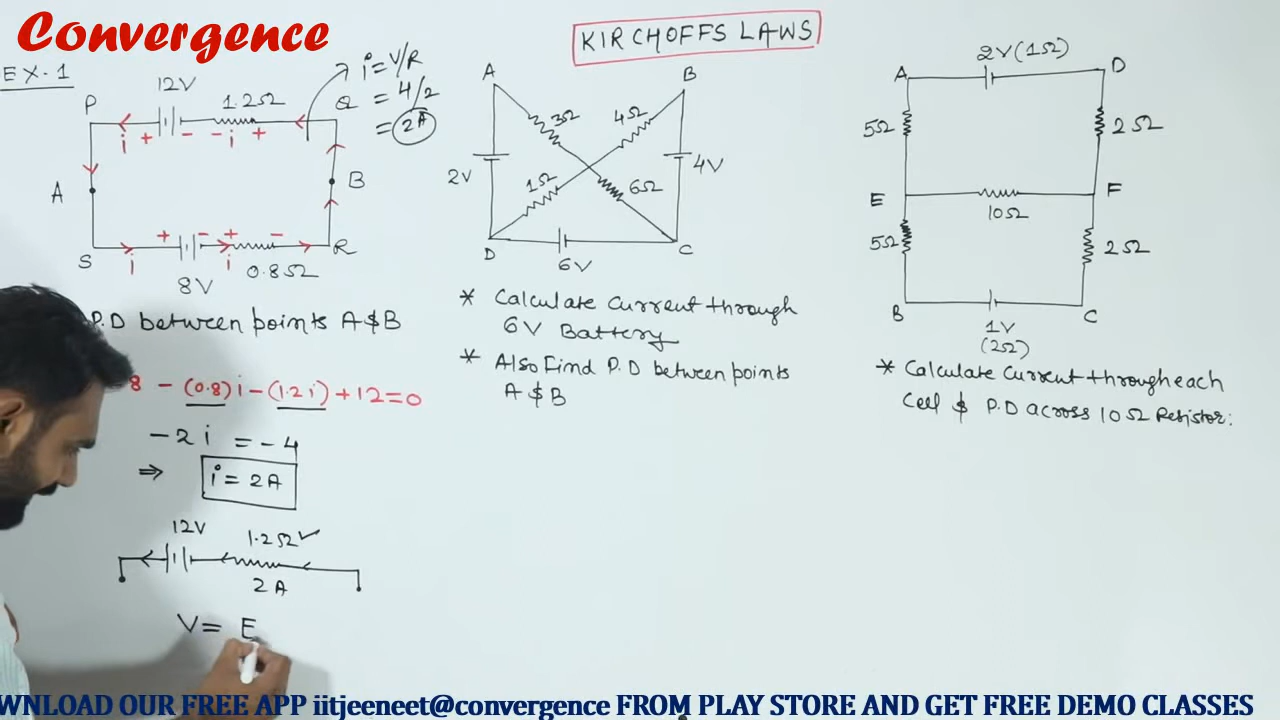 Convergence
KIRCHOFFS LAWS
EX-1
12V
1.2Ω
P
Q
i = V/R
= 4/2
= 2A
i
+
-
-
i
+
A
B
+
-
+
-
S
i
i
R
8V
0.8Ω
P.D between points A $ B
8 - (0.8)i - (1.2i) + 12 = 0
-2i = -4
⇒ i = 2A
12V
1.2Ω ✓
2A
V = E
A
B
3Ω
4Ω
2V
4V
1Ω
6Ω
D
C
6V
* Calculate Current through
6V Battery
* Also Find P.D between points
A $ B
2V (1Ω)
A
D
5Ω
2Ω
E
F
10Ω
5Ω
2Ω
B
C
1V
(2Ω)
* Calculate Current through each
Cell $ P.D across 10Ω Resistor.
WNLOAD OUR FREE APP iitjeeneet@convergence FROM PLAY STORE AND GET FREE DEMO CLASSES